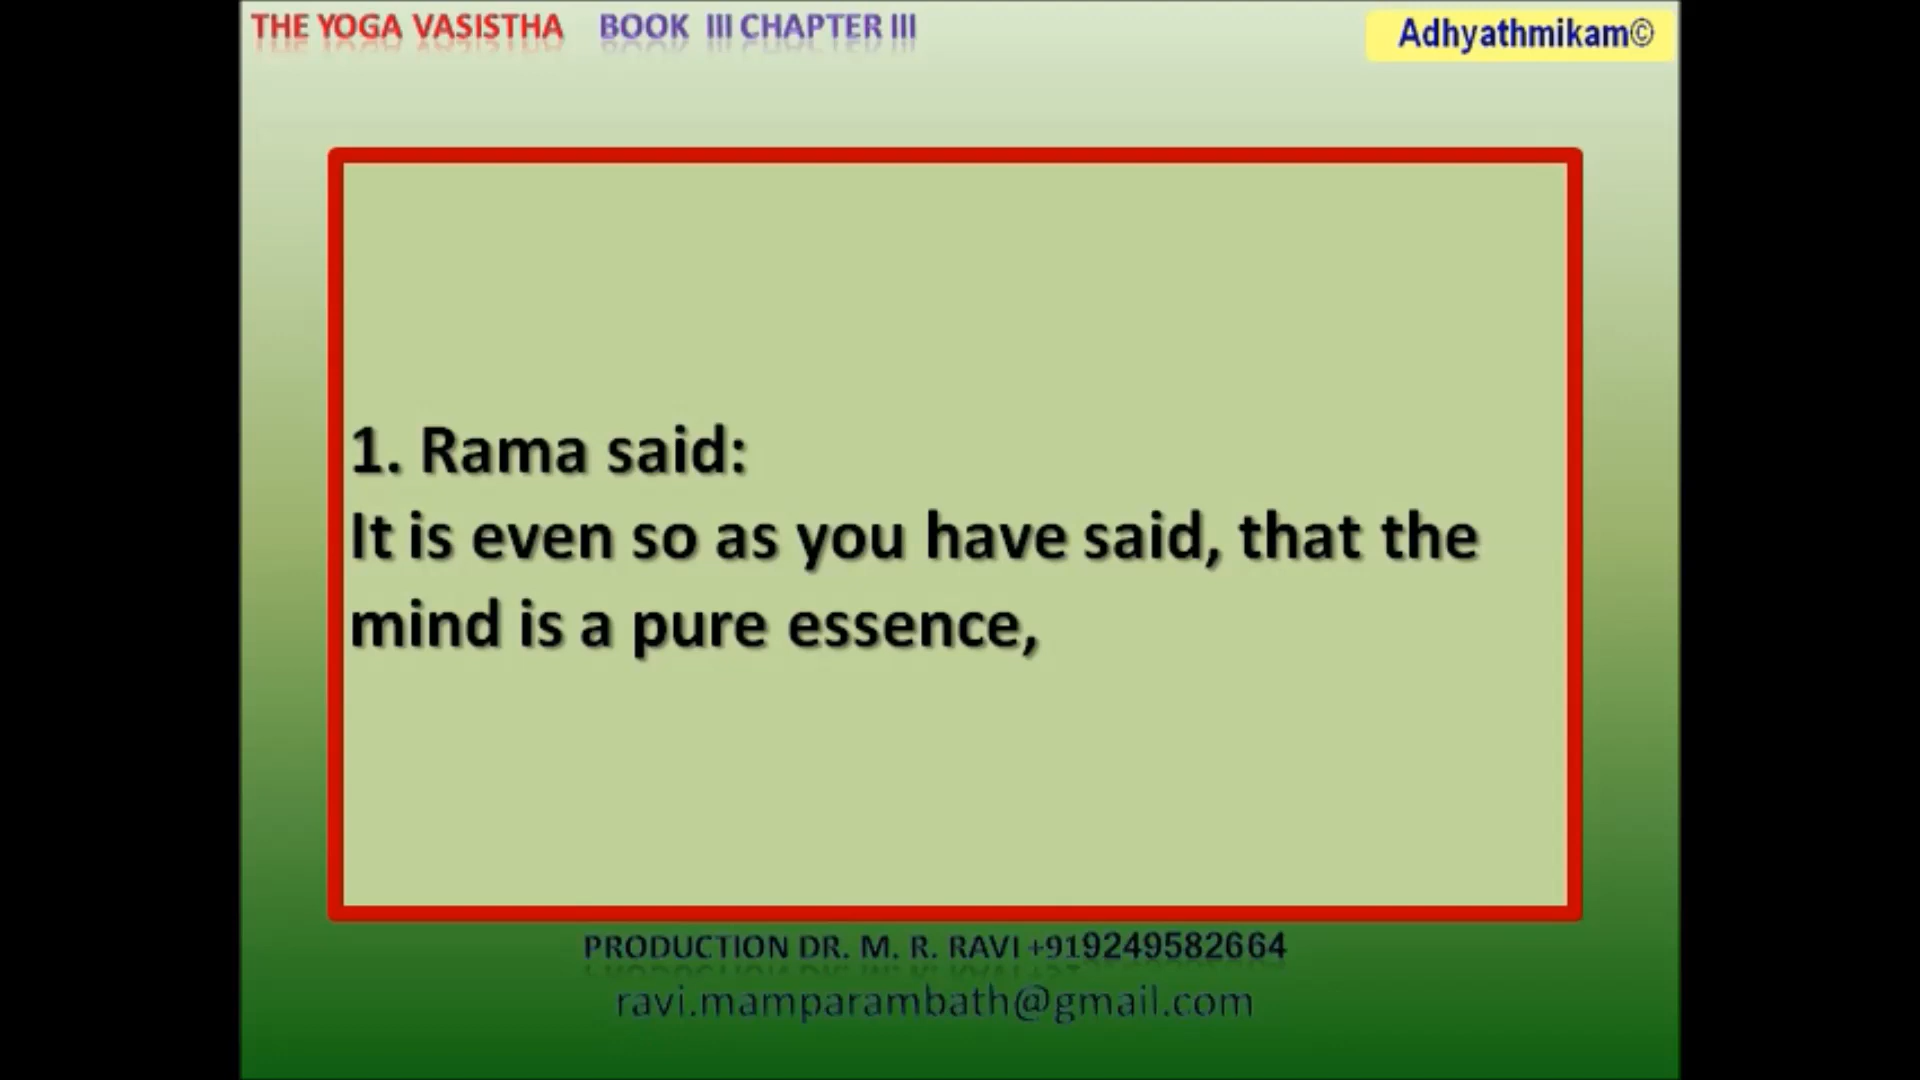 THE YOGA VASISTHA BOOK III CHAPTER III
Adhyathmikam©
1. Rama said:
It is even so as you have said, that the
mind is a pure essence,
PRODUCTION DR. M. R. RAVI +919249582664
ravi.mamparambath@gmail.com